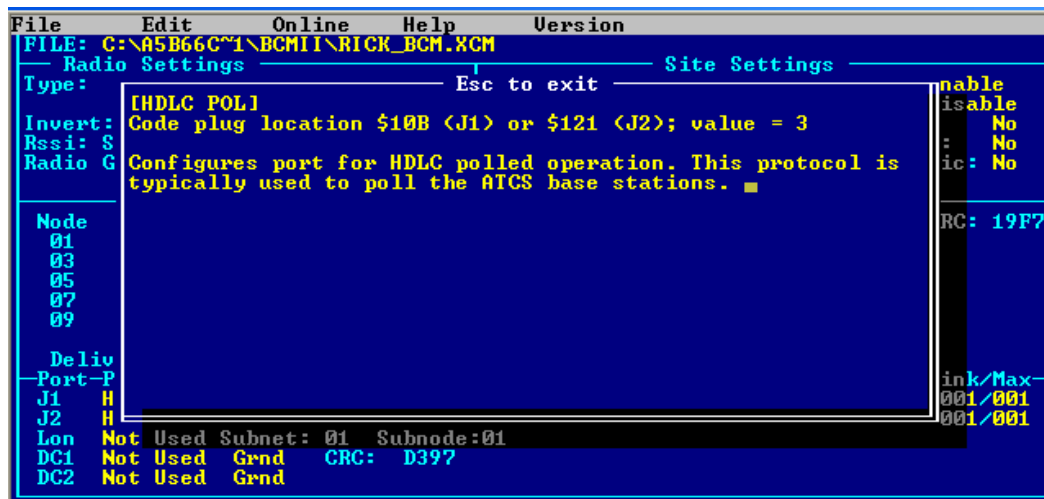 File Edit Online Help Version
FILE: C:\A5B66C~1\BCMII\RICK_BCM.XCM
Radio Settings Site Settings
Type: Esc to exit nable
[HDLC POL] isable
Invert: Code plug location $10B (J1) or $121 (J2); value = 3 No
Rssi: S : No
Radio G Configures port for HDLC polled operation. This protocol is ic: No
typically used to poll the ATCS base stations.
Node RC: 19F7
01
03
05
07
09
Deliv
Port P ink/Max
J1 H 001/001
J2 H 001/001
Lon Not Used Subnet: 01 Subnode:01
DC1 Not Used Grnd CRC: D397
DC2 Not Used Grnd